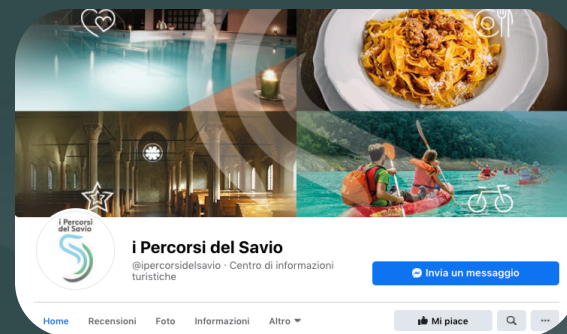 i Percorsi
del Savio
i Percorsi del Savio
@ipercorsidelsavio · Centro di informazioni
turistiche
Invia un messaggio
Home Recensioni Foto Informazioni Altro
Mi piace